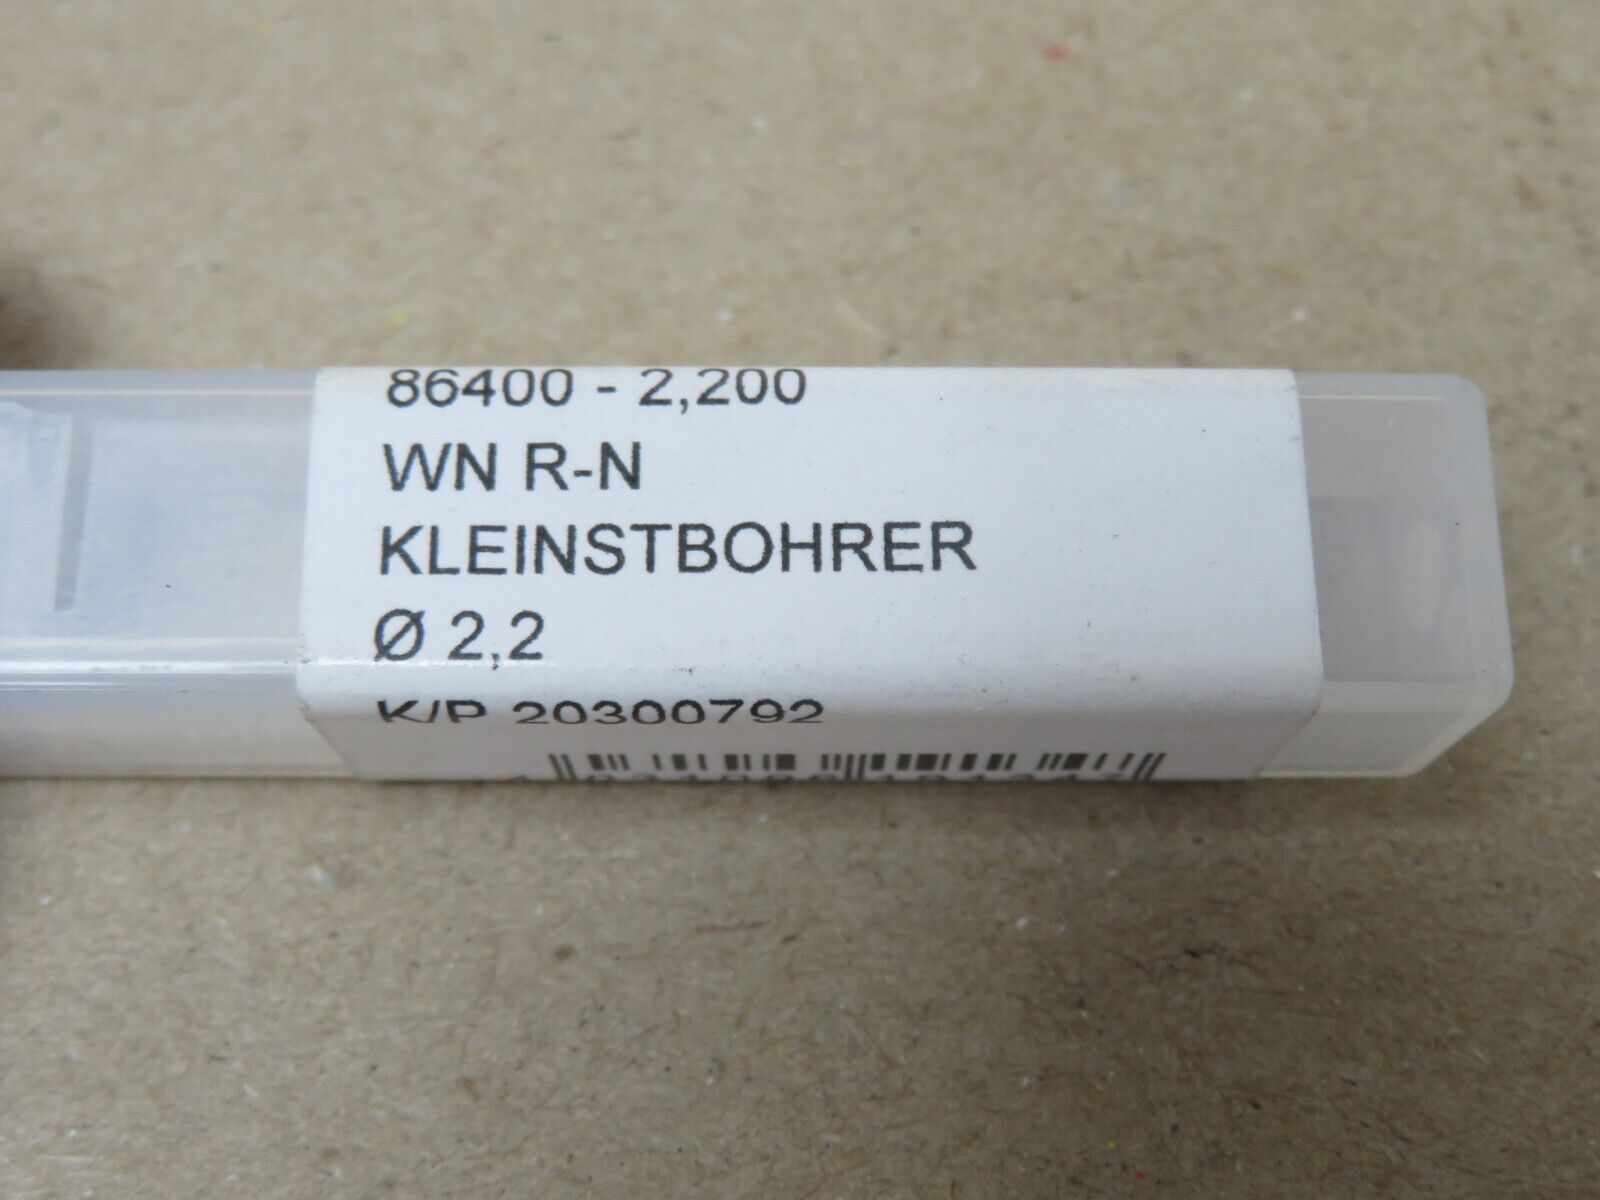 86400 - 2,200
WN R-N
KLEINSTBOHRER
Ø 2,2
K/P 20300792